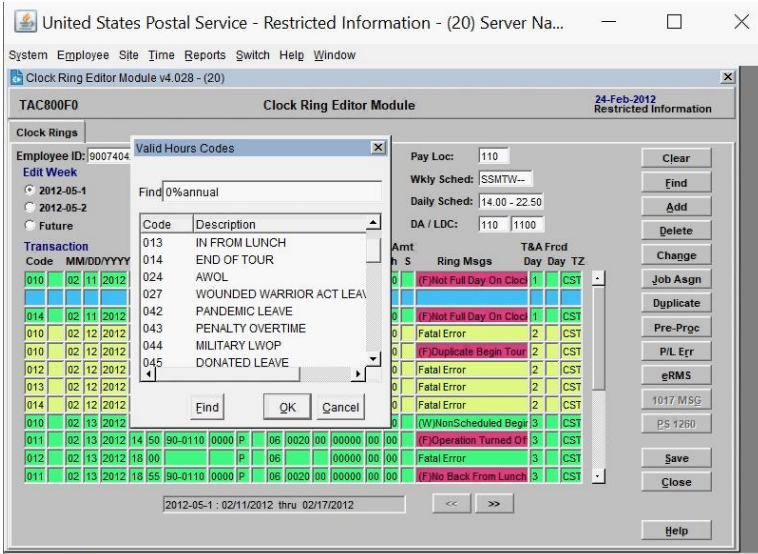 United States Postal Service - Restricted Information - (20) Server Na...
System Employee Site Time Reports Switch Help Window
Clock Ring Editor Module v4.028 - (20)
TAC800F0 Clock Ring Editor Module 24-Feb-2012
Restricted Information
Clock Rings
Employee ID: 9007404
Edit Week
2012-05-1
2012-05-2
Future
Valid Hours Codes
Find 0%annual
Code Description
013 IN FROM LUNCH
014 END OF TOUR
024 AWOL
027 WOUNDED WARRIOR ACT LEAV
042 PANDEMIC LEAVE
043 PENALTY OVERTIME
044 MILITARY LWOP
045 DONATED LEAVE
Find OK Cancel
Pay Loc: 110
Wkly Sched: SSMTW--
Daily Sched: 14.00 - 22.50
DA / LDC: 110 1100
Transaction Amt T&A Frcd
Code MM/DD/YYYY h S Ring Msgs Day Day TZ
010 02 11 2012 0 (F)Not Full Day On Clock 1 CST
014 02 11 2012 0 (F)Not Full Day On Clock 1 CST
010 02 12 2012 0 Fatal Error 2 CST
010 02 12 2012 0 (F)Duplicate Begin Tour 2 CST
012 02 12 2012 0 Fatal Error 2 CST
013 02 12 2012 0 Fatal Error 2 CST
014 02 12 2012 0 Fatal Error 2 CST
010 02 13 2012 0 (W)NonScheduled Begin 3 CST
011 02 13 2012 14 50 90-0110 0000 P 06 0020 00 00000 00 00 (F)Operation Turned Of 3 CST
012 02 13 2012 18 00 P 06 00000 00 00 Fatal Error 3 CST
011 02 13 2012 18 55 90-0110 0000 P 06 0020 00 00000 00 00 (F)No Back From Lunch 3 CST
2012-05-1 : 02/11/2012 thru 02/17/2012 << >>
Clear
Find
Add
Delete
Change
Job Asgn
Duplicate
Pre-Proc
P/L Err
eRMS
1017 MSG
PS 1260
Save
Close
Help